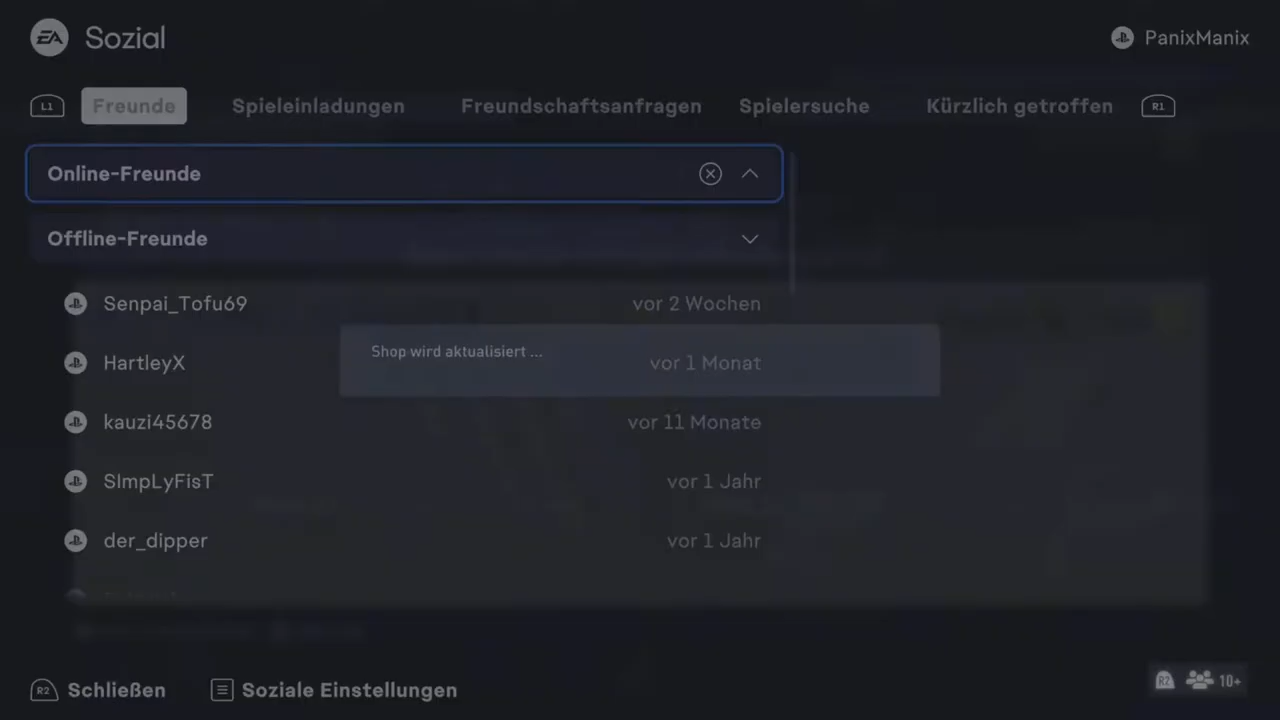 EA Sozial
PanixManix
L1 Freunde Spieleinladungen Freundschaftsanfragen Spielersuche Kürzlich getroffen R1
Online-Freunde
Offline-Freunde
Senpai_Tofu69 vor 2 Wochen
Shop wird aktualisiert ...
HartleyX vor 1 Monat
kauzi45678 vor 11 Monate
SImpLyFisT vor 1 Jahr
der_dipper vor 1 Jahr
R2 Schließen Soziale Einstellungen
R2 10+